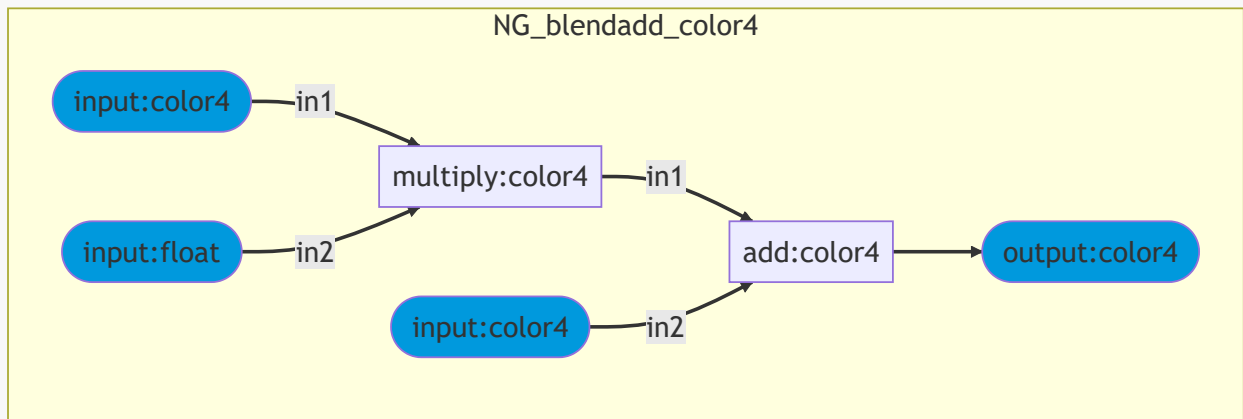 NG_blendadd_color4
input:color4
in1
multiply:color4
in1
input:float
in2
add:color4
output:color4
input:color4
in2